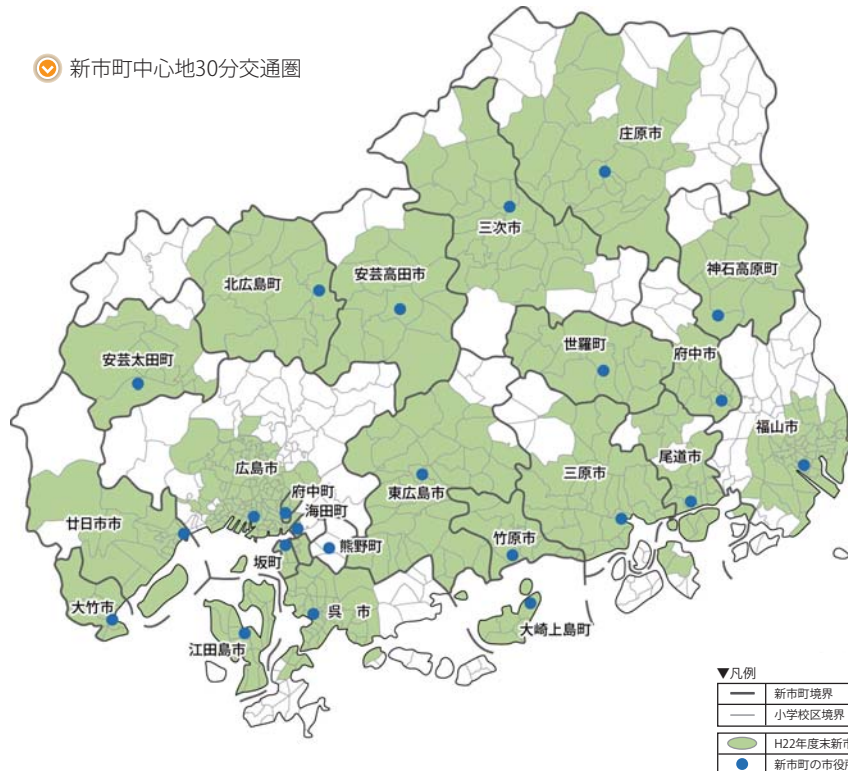 新市町中心地30分交通圏
庄原市
三次市
神石高原町
安芸高田市
北広島町
世羅町
府中市
安芸太田町
福山市
尾道市
三原市
広島市
東広島市
府中町
海田町
廿日市市
竹原市
熊野町
坂町
大竹市
呉 市
大崎上島町
江田島市
▼凡例
新市町境界
小学校区境界
H22年度末新市
新市町の市役所